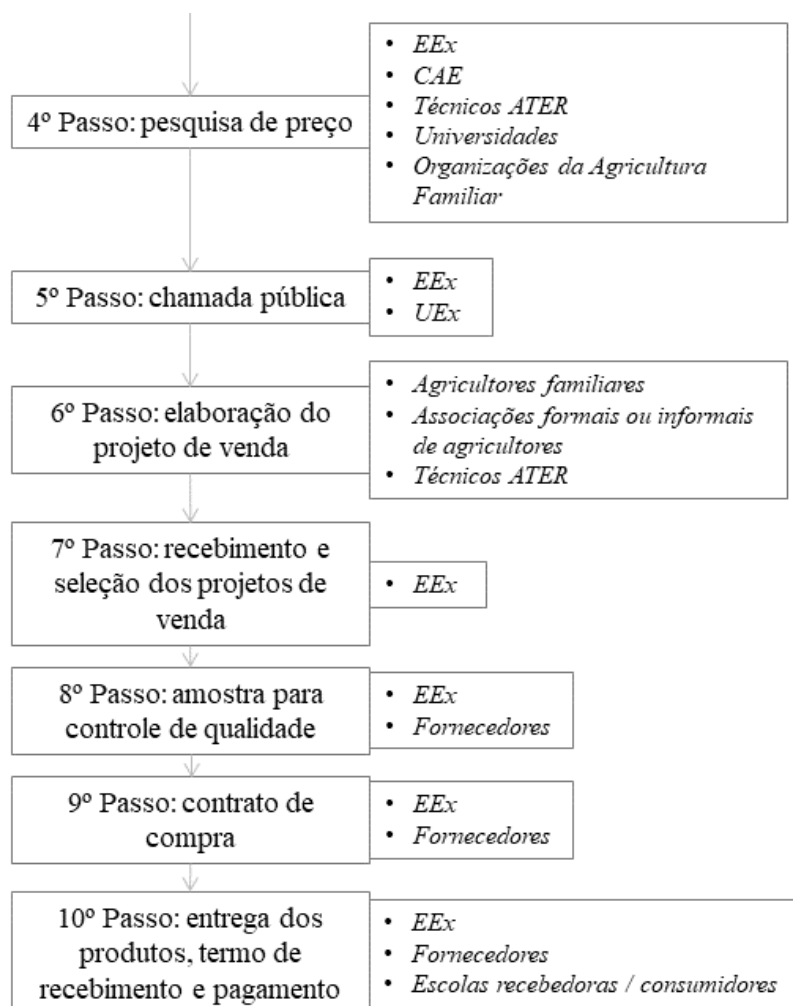 • EEx
• CAE
• Técnicos ATER
• Universidades
• Organizações da Agricultura
Familiar
4º Passo: pesquisa de preço
• EEx
• UEx
5º Passo: chamada pública
• Agricultores familiares
• Associações formais ou informais
de agricultores
• Técnicos ATER
6º Passo: elaboração do
projeto de venda
7º Passo: recebimento e
seleção dos projetos de
venda
• EEx
8º Passo: amostra para
controle de qualidade
• EEx
• Fornecedores
9º Passo: contrato de
compra
• EEx
• Fornecedores
10º Passo: entrega dos
produtos, termo de
recebimento e pagamento
• EEx
• Fornecedores
• Escolas recebedoras / consumidores